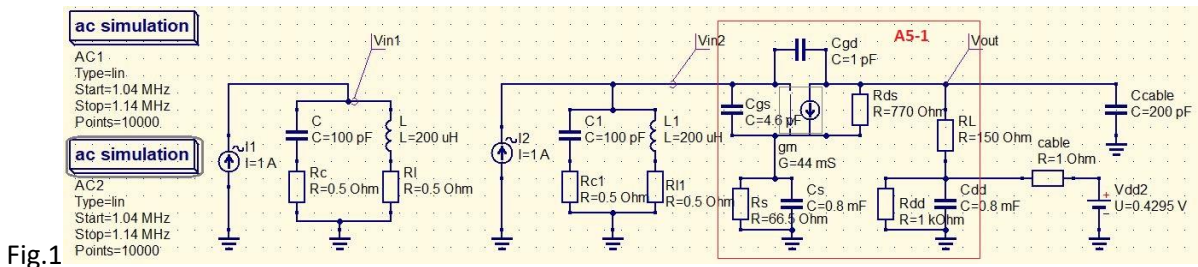 ac simulation
AC1
Type=lin
Start=1.04 MHz
Stop=1.14 MHz
Points=10000
ac simulation
AC2
Type=lin
Start=1.04 MHz
Stop=1.14 MHz
Points=10000
Fig.1
I1
I=1 A
Vin1
C
C=100 pF
L
L=200 uH
Rc
R=0.5 Ohm
Rl
R=0.5 Ohm
I2
I=1 A
Vin2
C1
C=100 pF
L1
L=200 uH
Rc1
R=0.5 Ohm
Rl1
R=0.5 Ohm
A5-1
Cgd
C=1 pF
Cgs
C=4.6 pF
gm
G=44 mS
Rds
R=770 Ohm
Rs
R=66.5 Ohm
Cs
C=0.8 mF
Vout
RL
R=150 Ohm
Rdd
R=1 kOhm
Cdd
C=0.8 mF
cable
R=1 Ohm
Ccable
C=200 pF
Vdd2
U=0.4295 V